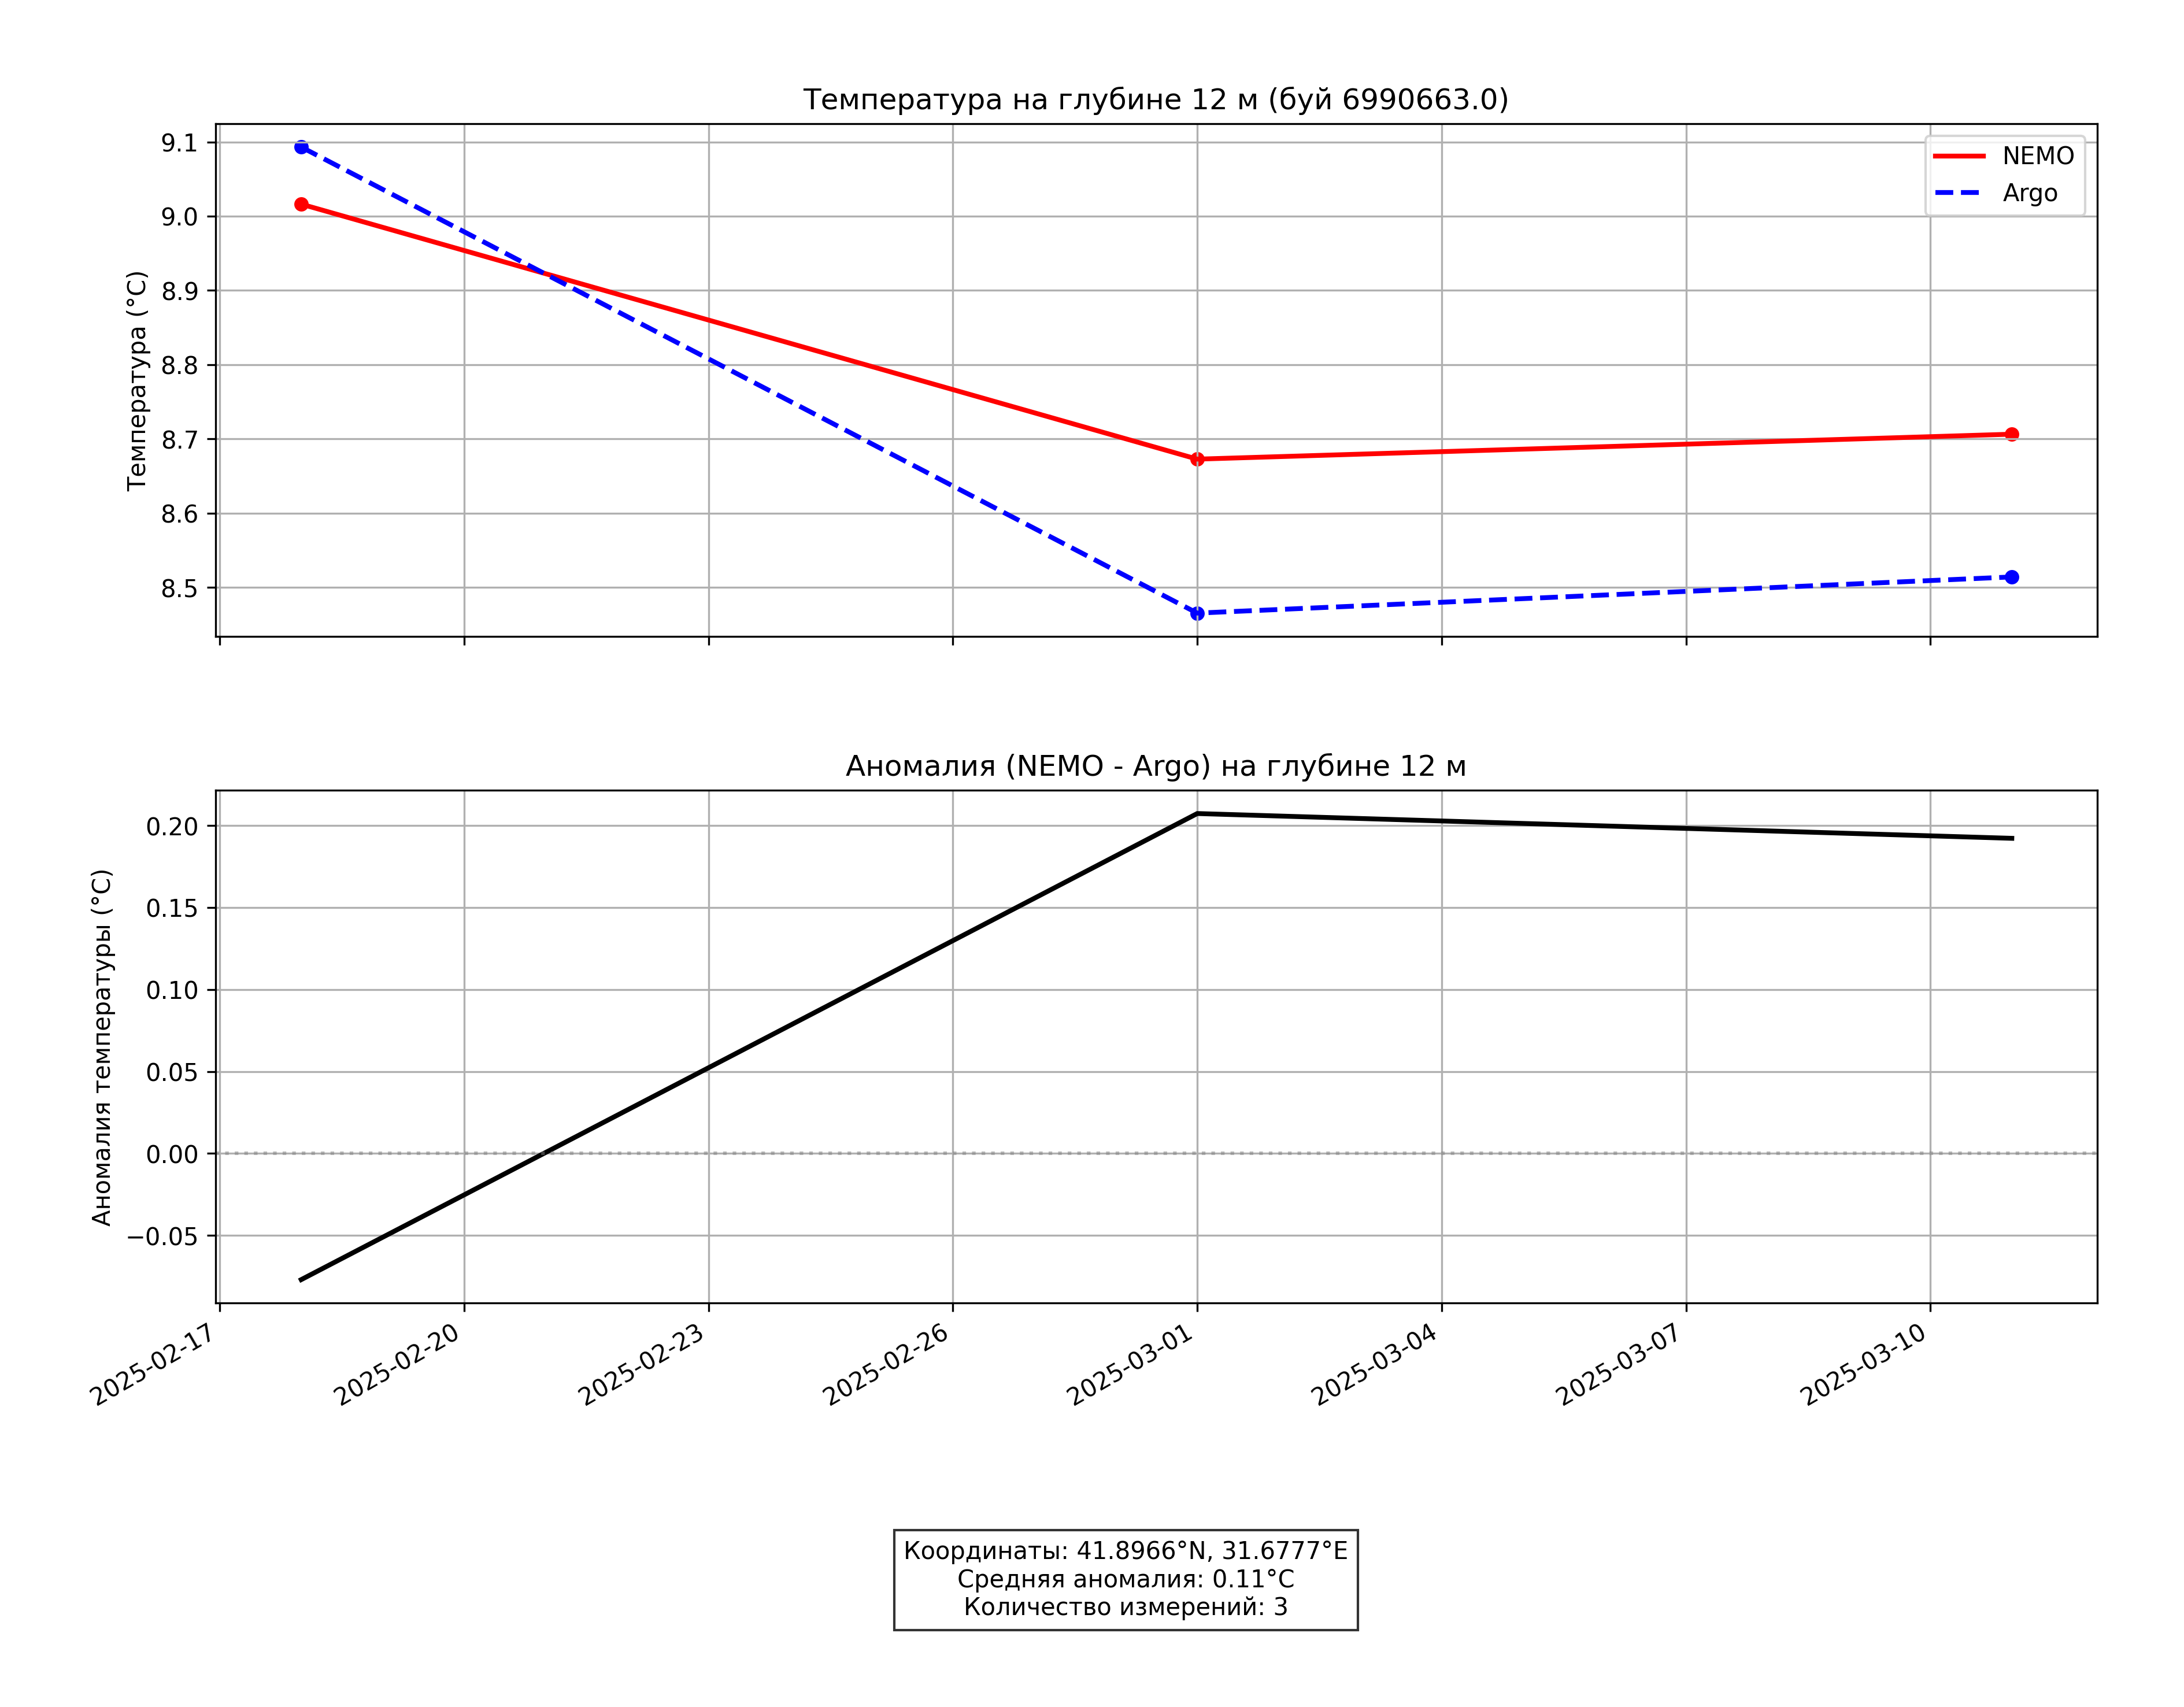 Температура на глубине 12 м (буй 6990663.0)
9.1
9.0
8.9
8.8
8.7
8.6
8.5
Температура (°C)
NEMO
Argo
Аномалия (NEMO - Argo) на глубине 12 м
0.20
0.15
0.10
0.05
0.00
−0.05
Аномалия температуры (°C)
2025-02-17
2025-02-20
2025-02-23
2025-02-26
2025-03-01
2025-03-04
2025-03-07
2025-03-10
Координаты: 41.8966°N, 31.6777°E
Средняя аномалия: 0.11°C
Количество измерений: 3